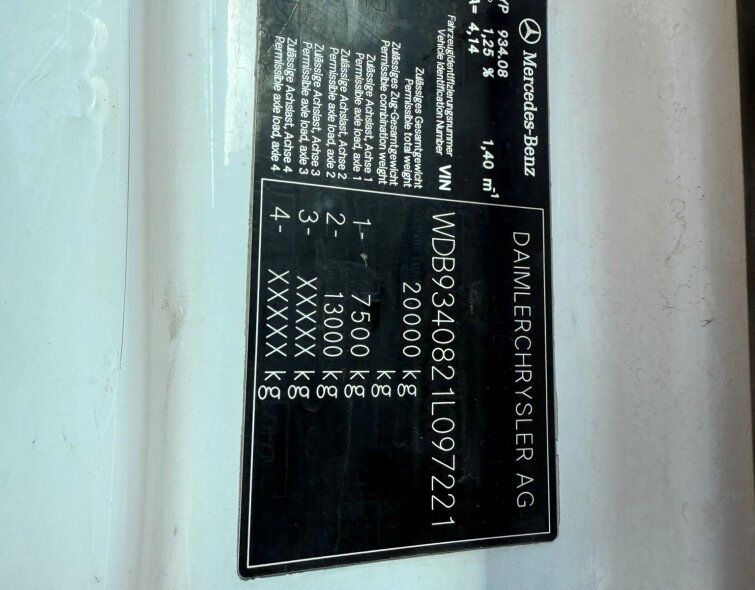 Mercedes-Benz
DAIMLERCHRYSLER AG
934.08
1,25 % 1,40 m⁻¹
4,14
Fahrzeugidentifizierungsnummer
Vehicle Identification Number VIN WDB9340821L097221
Zulässiges Gesamtgewicht
Permissible total weight 20000 kg
Zulässiges Zug-Gesamtgewicht
Permissible combination weight kg
Zulässige Achslast, Achse 1
Permissible axle load, axle 1 1- 7500 kg
Zulässige Achslast, Achse 2
Permissible axle load, axle 2 2- 13000 kg
Zulässige Achslast, Achse 3
Permissible axle load, axle 3 3- XXXXX kg
Zulässige Achslast, Achse 4
Permissible axle load, axle 4 4- XXXXX kg